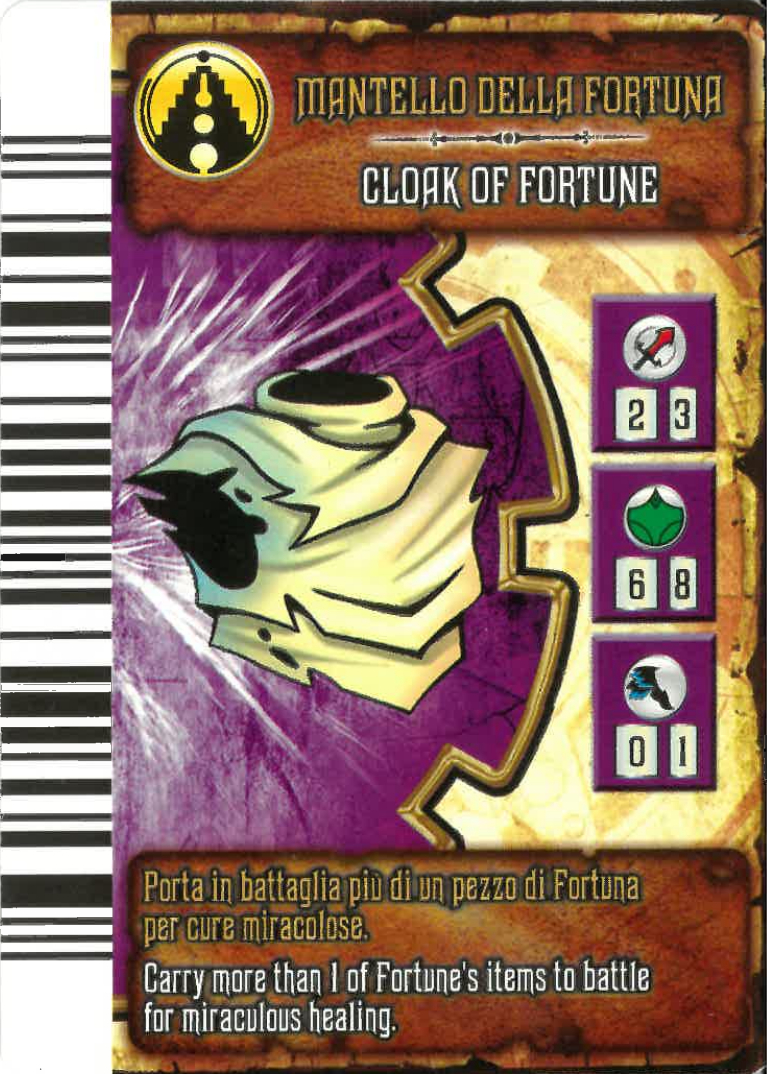 MANTELLO DELLA FORTUNA
CLOAK OF FORTUNE
2 3
6 8
0 1
Porta in battaglia più di un pezzo di Fortuna
per cure miracolose.
Carry more than 1 of Fortune's items to battle
for miraculous healing.